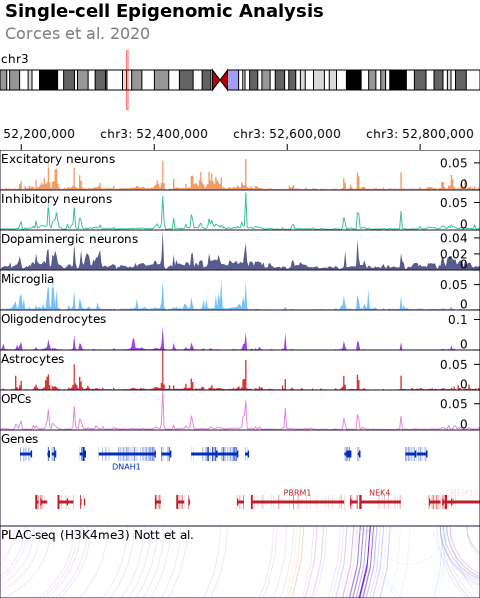 Single-cell Epigenomic Analysis
Corces et al. 2020
chr3
52,200,000 chr3: 52,400,000 chr3: 52,600,000 chr3: 52,800,000
Excitatory neurons 0.05
0
Inhibitory neurons 0.05
0
Dopaminergic neurons 0.04
0.02
0
Microglia 0.05
0
Oligodendrocytes 0.1
0
Astrocytes 0.05
0
OPCs 0.05
0
Genes
DNAH1
PBRM1 NEK4
PLAC-seq (H3K4me3) Nott et al.